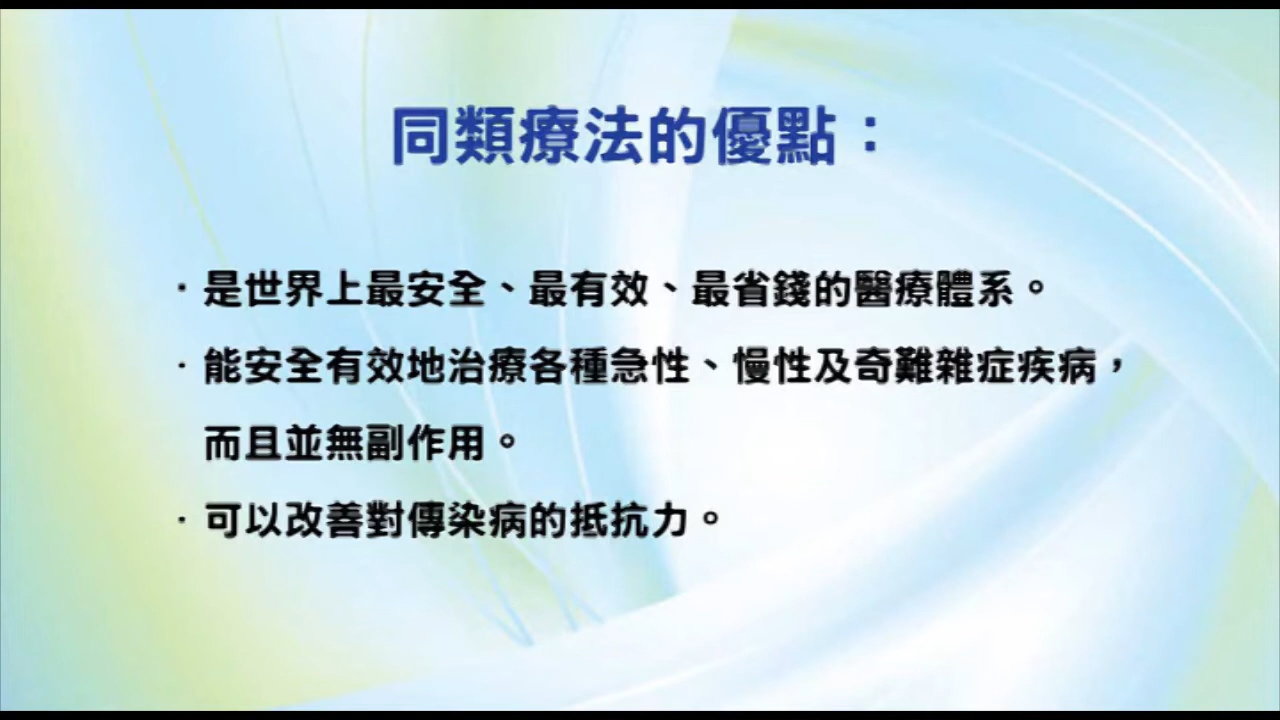 同類療法的優點：
·是世界上最安全、最有效、最省錢的醫療體系。
·能安全有效地治療各種急性、慢性及奇難雜症疾病，
而且並無副作用。
·可以改善對傳染病的抵抗力。